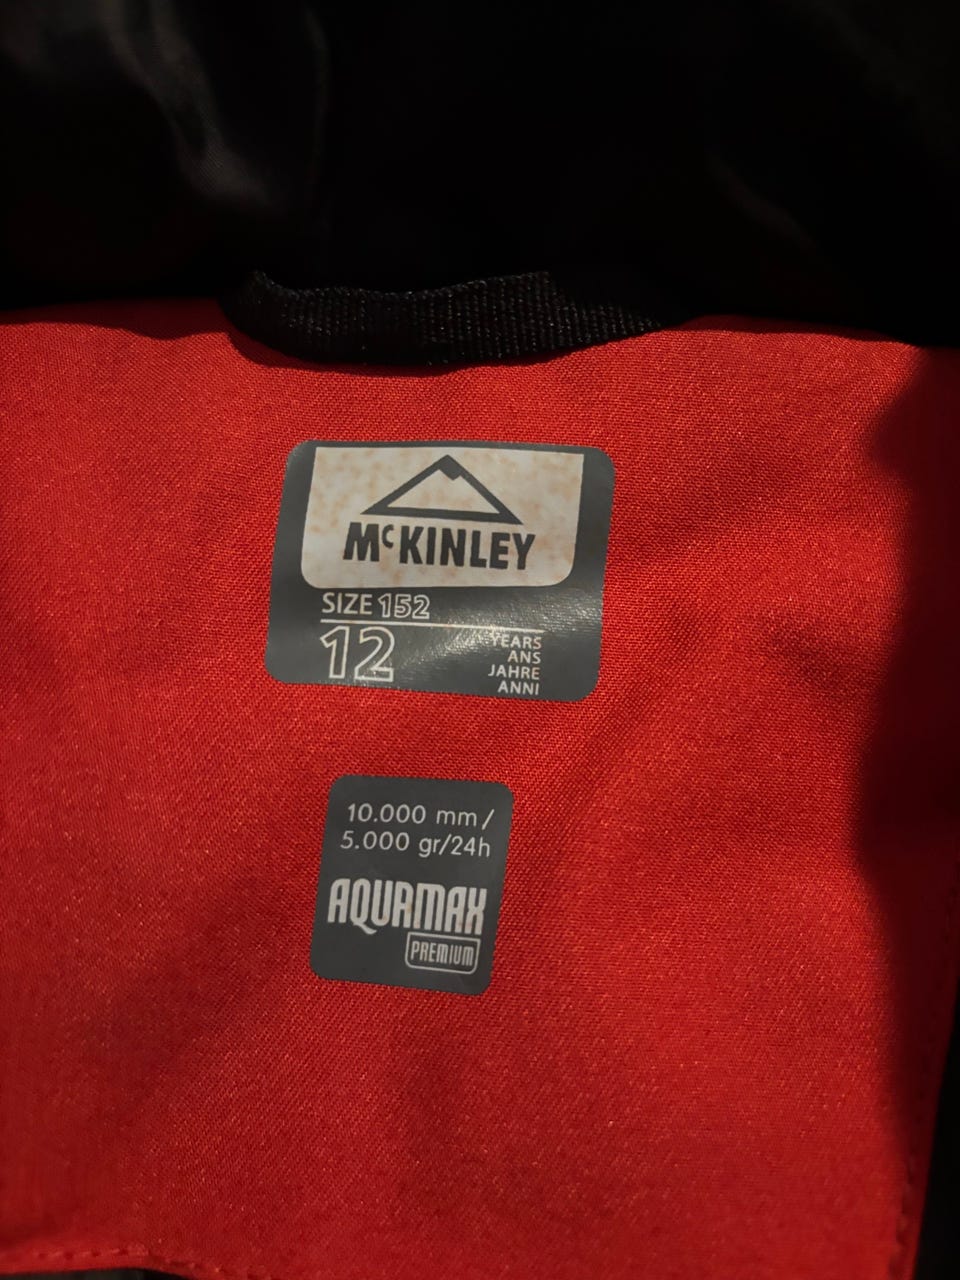 McKINLEY
SIZE 152
12
YEARS
ANS
JAHRE
ANNI
10.000 mm/
5.000 gr/24h
AQUAMAX
PREMIUM